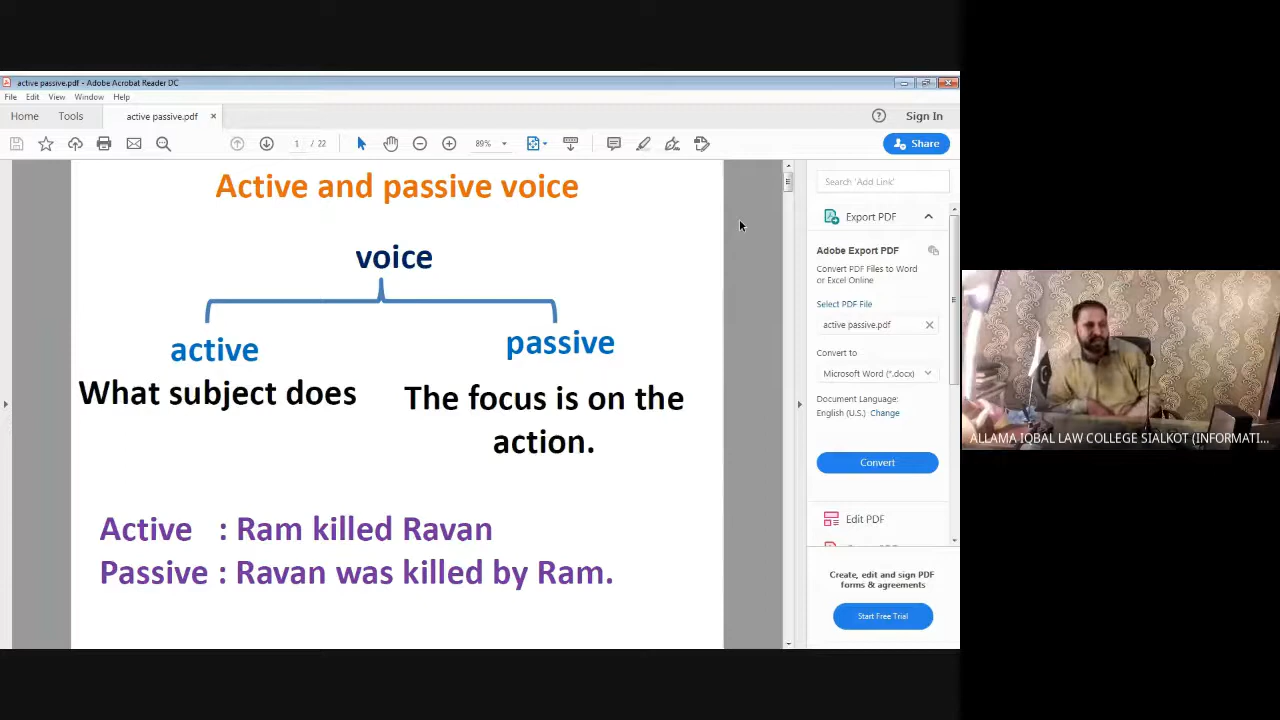 active passive.pdf - Adobe Acrobat Reader DC
File Edit View Window Help
Home Tools active passive.pdf × Sign In
1 / 22 89% Share
Active and passive voice
voice
active passive
What subject does
The focus is on the
action.
Active : Ram killed Ravan
Passive : Ravan was killed by Ram.
Search 'Add Link'
Export PDF
Adobe Export PDF
Convert PDF Files to Word
or Excel Online
Select PDF File
active passive.pdf
Convert to
Microsoft Word (*.docx)
Document Language:
English (U.S.) Change
Convert
Edit PDF
Create, edit and sign PDF
forms & agreements
Start Free Trial
ALLAMA IQBAL LAW COLLEGE SIALKOT (INFORMATI...